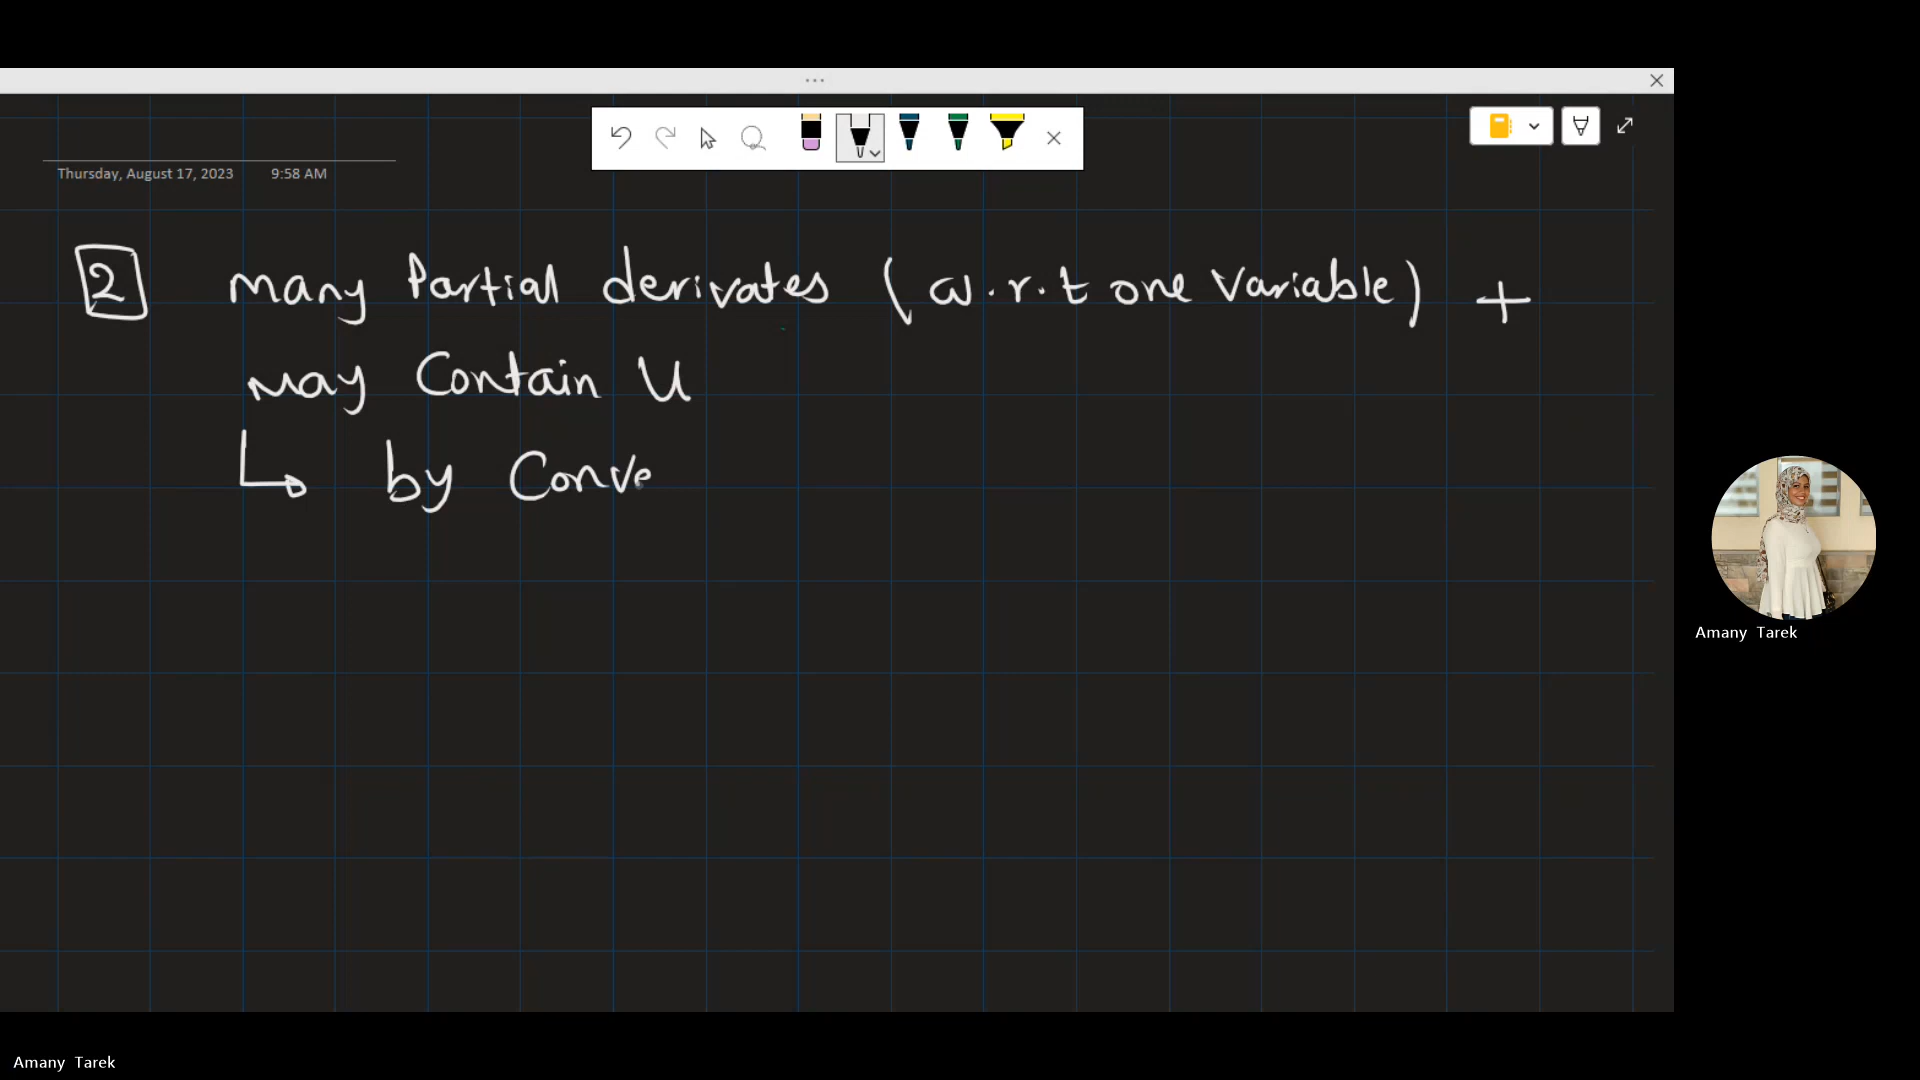 Thursday, August 17, 2023 9:58 AM
2 many Partial derivates (w.r.t one Variable) +
may Contain U
↳ by Conve
Amany Tarek
Amany Tarek